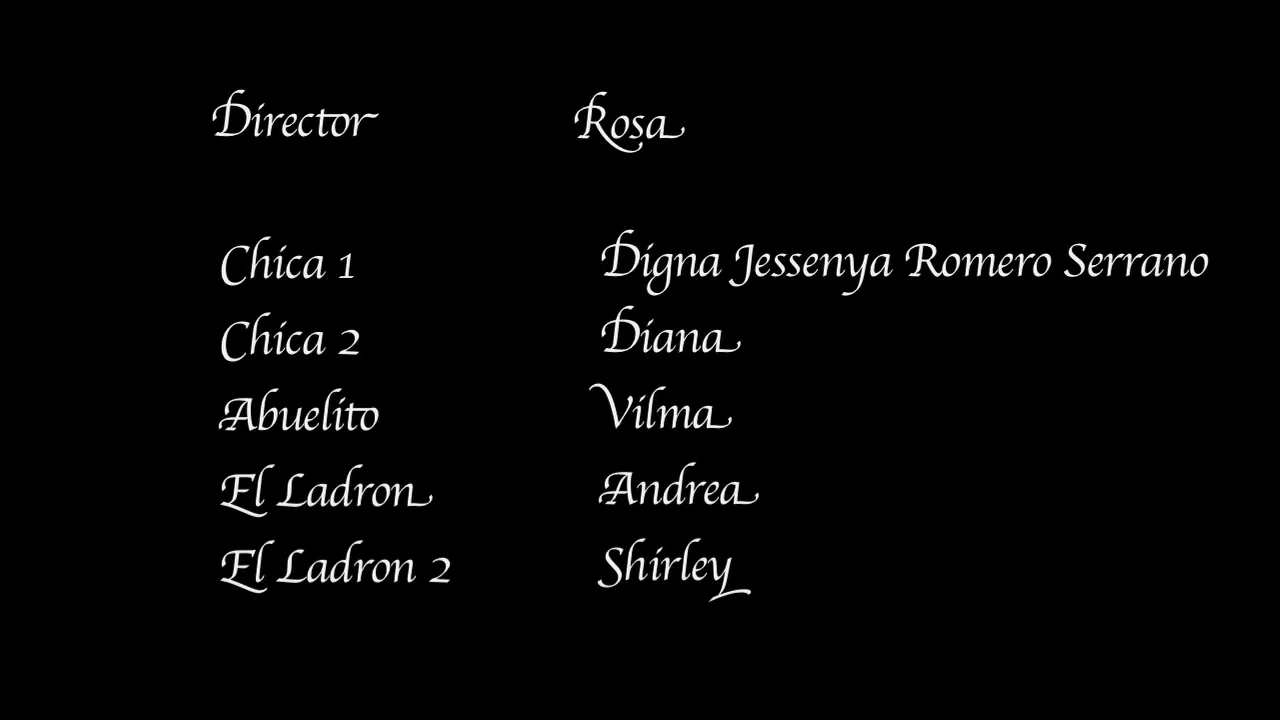 Director Rosa
Chica 1 Digna Jessenya Romero Serrano
Chica 2 Diana
Abuelito Vilma
El Ladron Andrea
El Ladron 2 Shirley